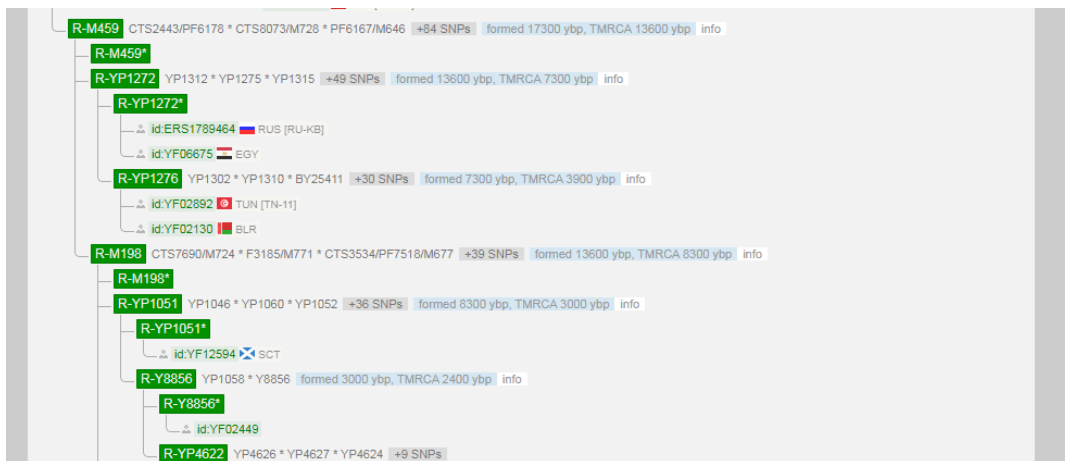 R-M459 CTS2443/PF6178 * CTS8073/M728 * PF6167/M646 +84 SNPs formed 17300 ybp, TMRCA 13600 ybp info
R-M459*
R-YP1272 YP1312 * YP1275 * YP1315 +49 SNPs formed 13600 ybp, TMRCA 7300 ybp info
R-YP1272*
id:ERS1789464 RUS [RU-KB]
id:YF06675 EGY
R-YP1276 YP1302 * YP1310 * BY25411 +30 SNPs formed 7300 ybp, TMRCA 3900 ybp info
id:YF02892 TUN [TN-11]
id:YF02130 BLR
R-M198 CTS7690/M724 * F3185/M771 * CTS3534/PF7518/M677 +39 SNPs formed 13600 ybp, TMRCA 8300 ybp info
R-M198*
R-YP1051 YP1046 * YP1060 * YP1052 +36 SNPs formed 8300 ybp, TMRCA 3000 ybp info
R-YP1051*
id:YF12594 SCT
R-Y8856 YP1058 * Y8856 formed 3000 ybp, TMRCA 2400 ybp info
R-Y8856*
id:YF02449
R-YP4622 YP4626 * YP4627 * YP4624 +9 SNPs